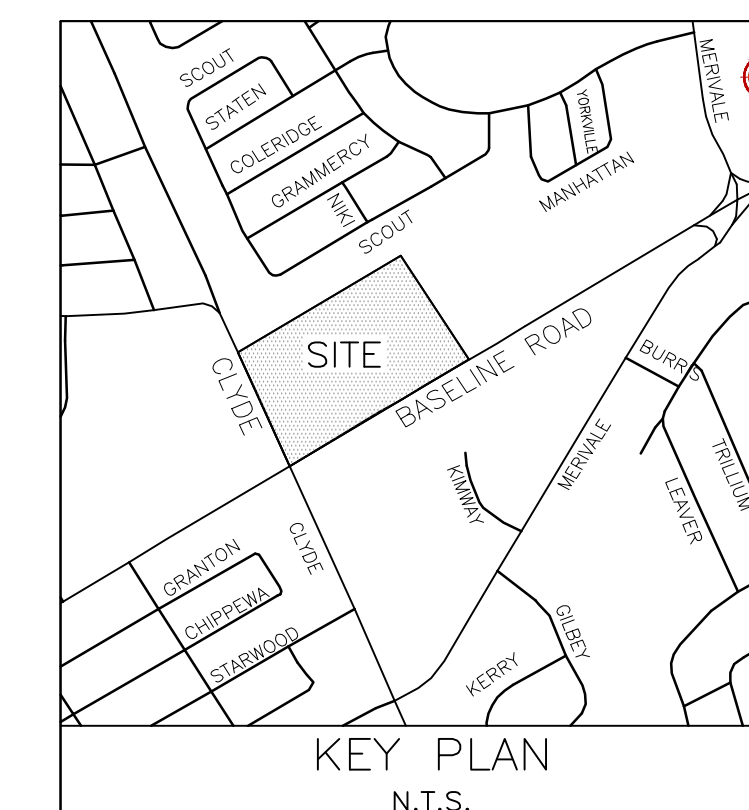 SCOUT
MERIVALE
STATEN
YORKVILLE
COLERIDGE
GRAMMERCY
MANHATTAN
NIKI
SCOUT
SITE
CLYDE
BASELINE ROAD
BURRIS
MERIVALE
TRILLIUM
KIMWAY
LEAVER
CLYDE
GRANTON
CHIPPEWA
STARWOOD
GILBEY
KERRY
KEY PLAN
N.T.S.